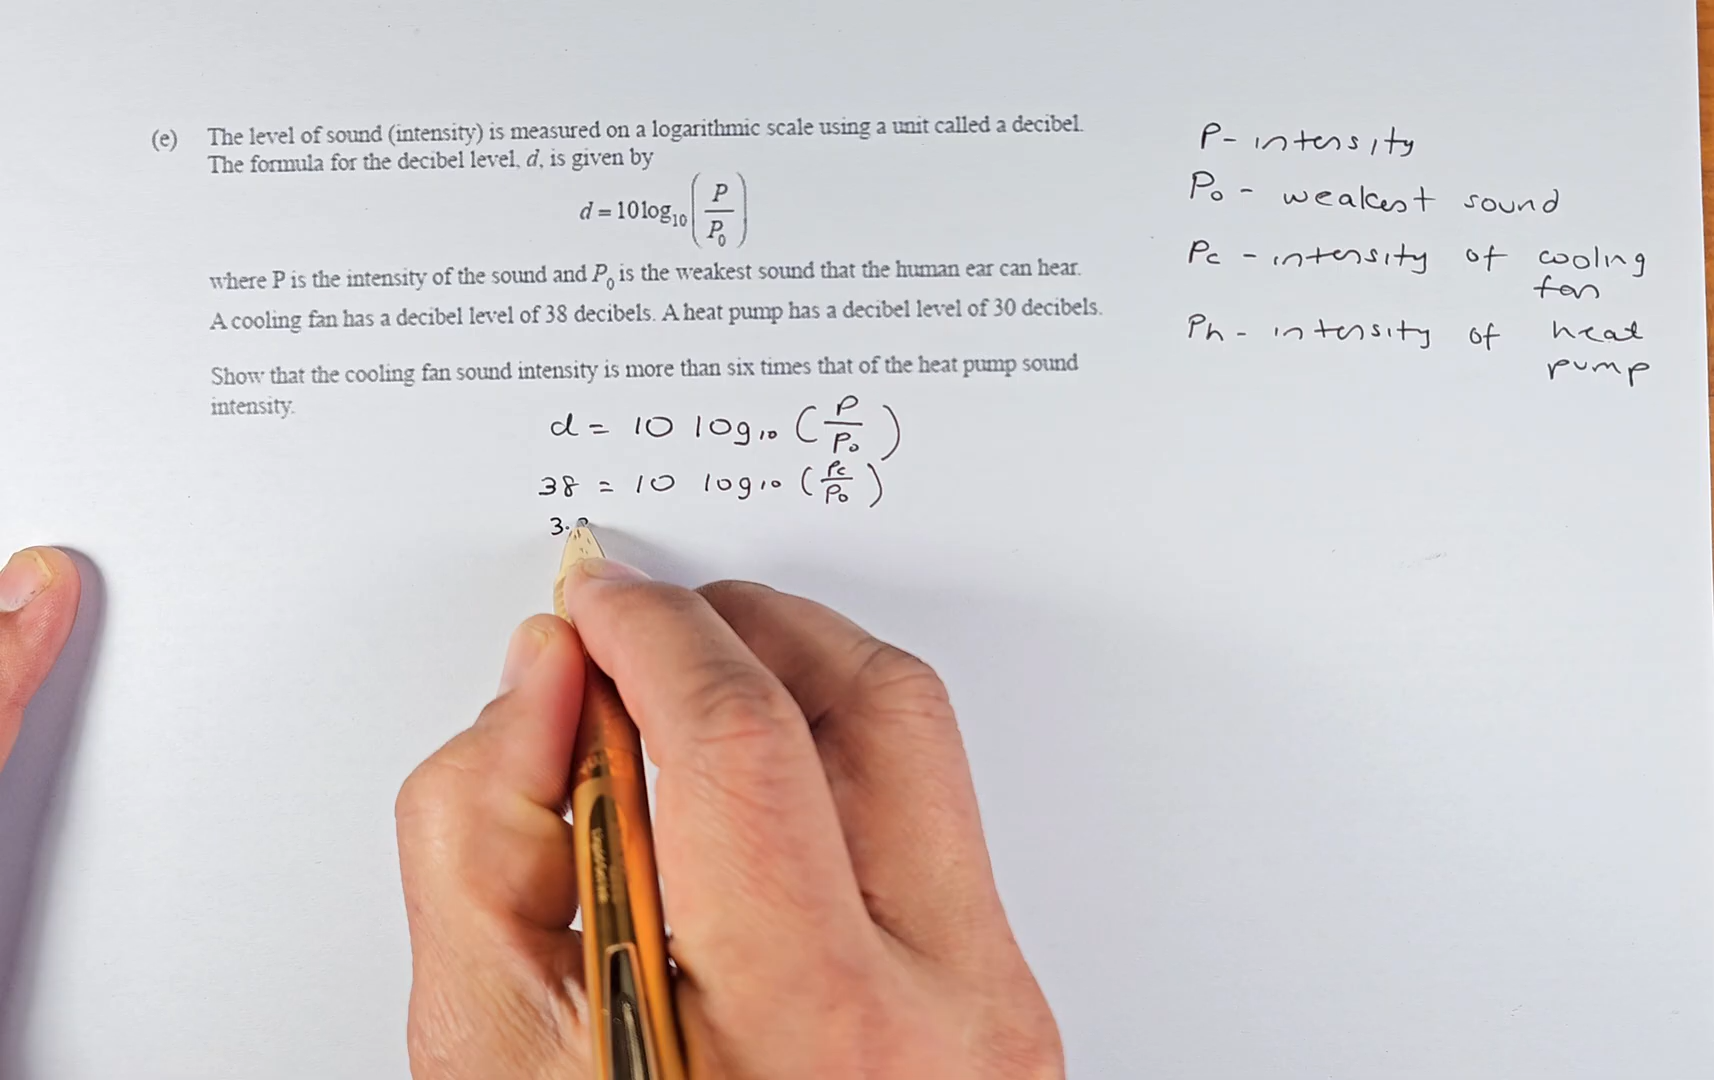 (e) The level of sound (intensity) is measured on a logarithmic scale using a unit called a decibel.
The formula for the decibel level, d, is given by
d = 10log₁₀(P/P₀)
where P is the intensity of the sound and P₀ is the weakest sound that the human ear can hear.
A cooling fan has a decibel level of 38 decibels. A heat pump has a decibel level of 30 decibels.
Show that the cooling fan sound intensity is more than six times that of the heat pump sound
intensity.
d = 10 log₁₀ (P/P₀)
38 = 10 log₁₀ (Pc/P₀)
3.
P - intensity
P₀ - weakest sound
Pc - intensity of cooling
fan
Ph - intensity of heat
pump